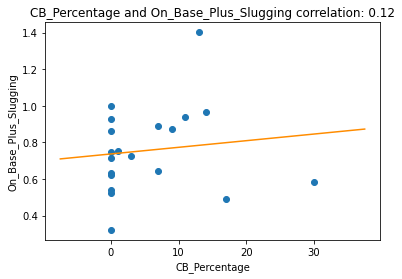 CB_Percentage and On_Base_Plus_Slugging correlation: 0.12
On_Base_Plus_Slugging
1.4
1.2
1.0
0.8
0.6
0.4
0 10 20 30
CB_Percentage